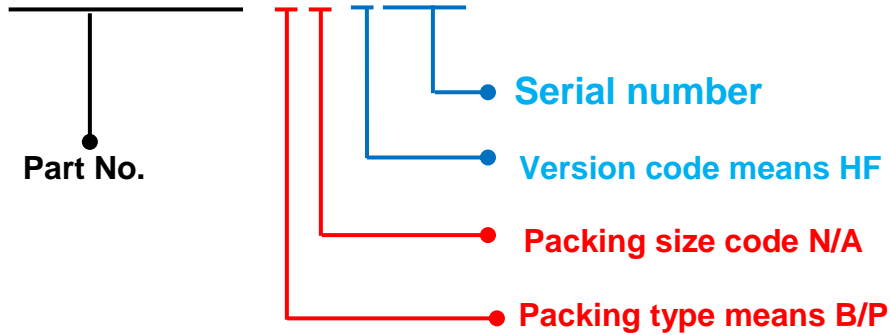 Serial number
Part No.
Version code means HF
Packing size code N/A
Packing type means B/P